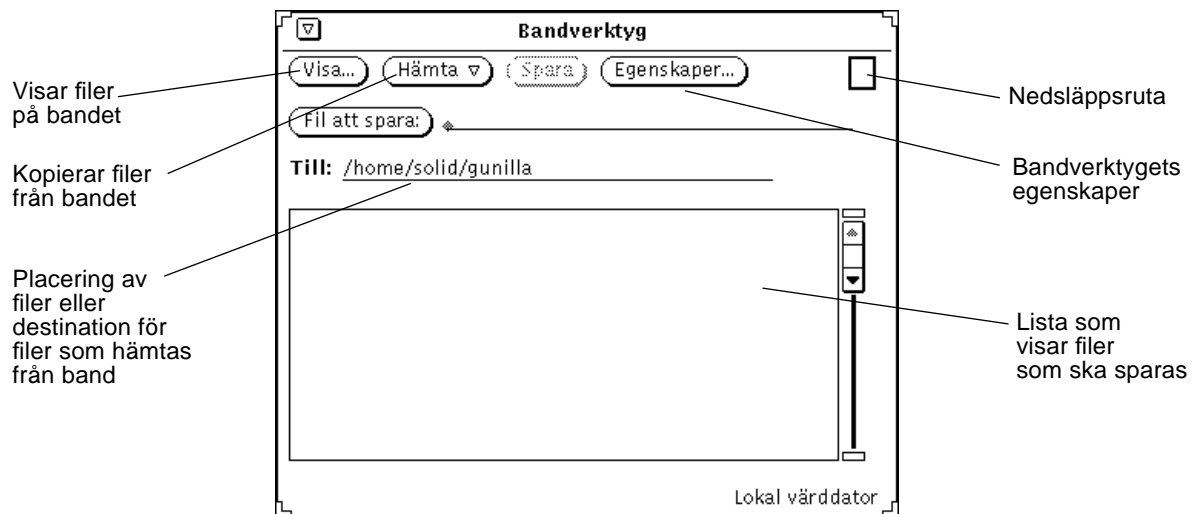 Bandverktyg
Visa...
Hämta
Spara
Egenskaper...
Fil att spara:
Till: /home/solid/gunilla
Lokal värddator
Visar filer
på bandet
Kopierar filer
från bandet
Placering av
filer eller
destination för
filer som hämtas
från band
Nedsläppsruta
Bandverktygets
egenskaper
Lista som
visar filer
som ska sparas